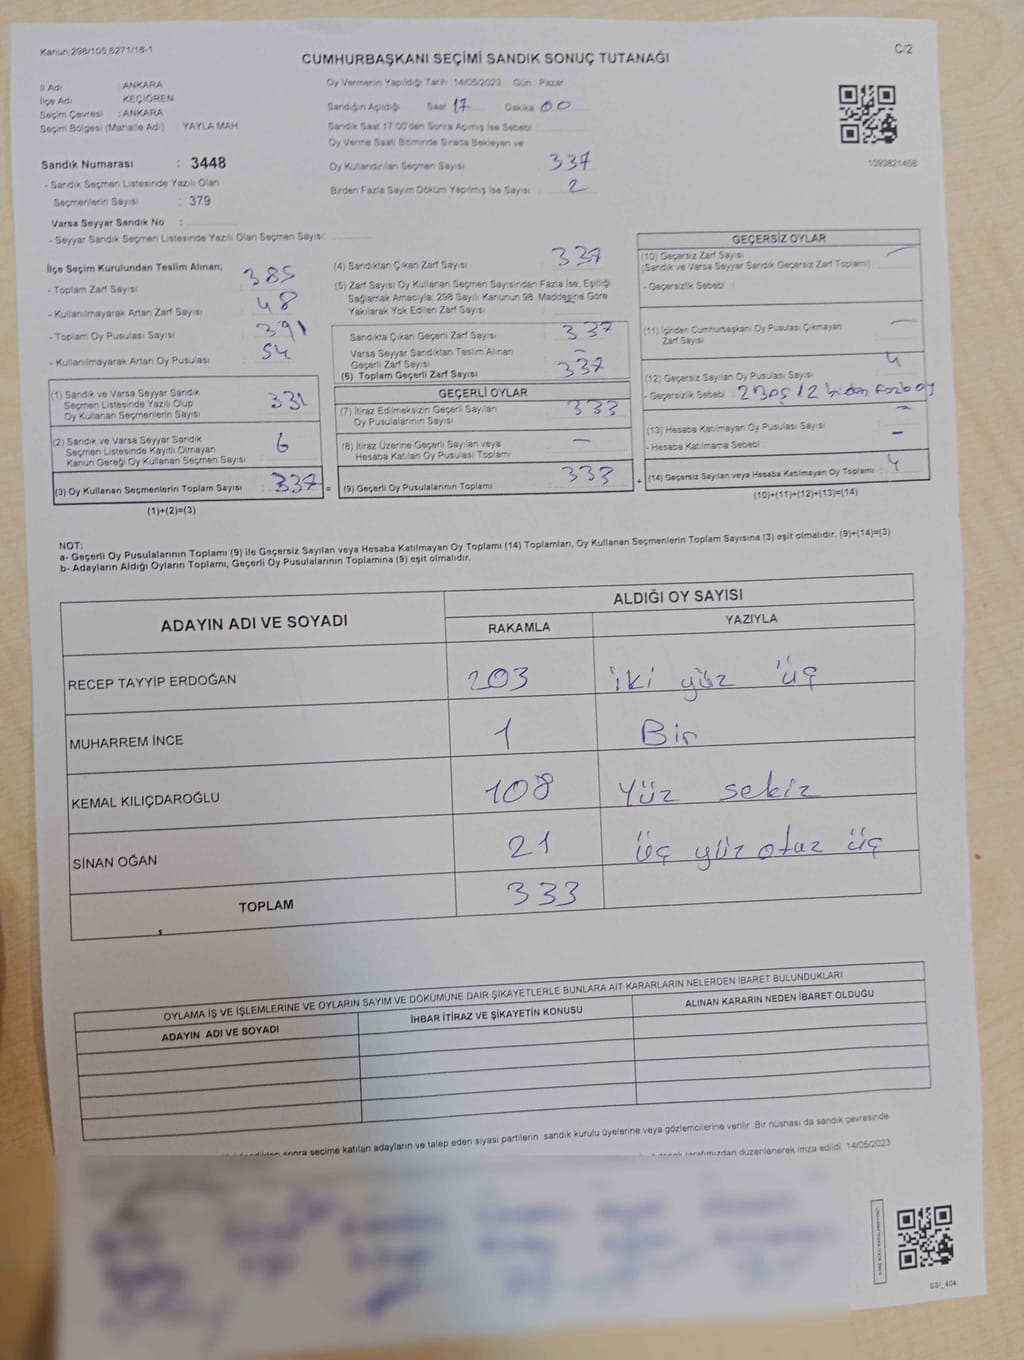 Kanun:298/105,6271/18-1
C/2
CUMHURBAŞKANI SEÇİMİ SANDIK SONUÇ TUTANAĞI
İl Adı : ANKARA
İlçe Adı KEÇİÖREN
Seçim Çevresi : ANKARA
Seçim Bölgesi (Mahalle Adı) YAYLA MAH.
Oy Vermenin Yapıldığı Tarih : 14/05/2023 Gün : Pazar
Sandığın Açıldığı Saat 17 Dakika 00
Sandık Saat 17.00'den Sonra Açılmış İse Sebebi
Oy Verme Saati Bitiminde Sırada Bekleyen ve
Oy Kullandırılan Seçmen Sayısı 337
Birden Fazla Sayım Döküm Yapılmış İse Sayısı 2
1093821458
Sandık Numarası : 3448
- Sandık Seçmen Listesinde Yazılı Olan
Seçmenlerin Sayısı : 379
Varsa Seyyar Sandık No :
- Seyyar Sandık Seçmen Listesinde Yazılı Olan Seçmen Sayısı:
İlçe Seçim Kurulundan Teslim Alınan;
- Toplam Zarf Sayısı 385
- Kullanılmayarak Artan Zarf Sayısı 48
- Toplam Oy Pusulası Sayısı 391
- Kullanılmayarak Artan Oy Pusulası 54
(1) Sandık ve Varsa Seyyar Sandık
Seçmen Listesinde Yazılı Olup
Oy Kullanan Seçmenlerin Sayısı 331
(2) Sandık ve Varsa Seyyar Sandık
Seçmen Listesinde Kayıtlı Olmayan
Kanun Gereği Oy Kullanan Seçmen Sayısı 6
(3) Oy Kullanan Seçmenlerin Toplam Sayısı 337 =
(1)+(2)=(3)
(4) Sandıktan Çıkan Zarf Sayısı 337
(5) Zarf Sayısı Oy Kullanan Seçmen Sayısından Fazla İse, Eşitliği
Sağlamak Amacıyla; 298 Sayılı Kanunun 98. Maddesine Göre
Yakılarak Yok Edilen Zarf Sayısı –
Sandıkta Çıkan Geçerli Zarf Sayısı 337
Varsa Seyyar Sandıktan Teslim Alınan
Geçerli Zarf Sayısı –
(6) Toplam Geçerli Zarf Sayısı 337
GEÇERLİ OYLAR
(7) İtiraz Edilmeksizin Geçerli Sayılan
Oy Pusulasının Sayısı 333
(8) İtiraz Üzerine Geçerli Sayılan veya
Hesaba Katılan Oy Pusulası Toplamı –
(9) Geçerli Oy Pusulalarının Toplamı 333 +
GEÇERSİZ OYLAR
(10) Geçersiz Zarf Sayısı –
(Sandık ve Varsa Seyyar Sandık Geçersiz Zarf Toplamı)
- Geçersizlik Sebebi :
(11) İçinden Cumhurbaşkanı Oy Pusulası Çıkmayan
Zarf Sayısı –
(12) Geçersiz Sayılan Oy Pusulası Sayısı 4
- Geçersizlik Sebebi : 2 Boş / 2 birden fazla oy
(13) Hesaba Katılmayan Oy Pusulası Sayısı –
- Hesaba Katılmama Sebebi : –
(14) Geçersiz Sayılan veya Hesaba Katılmayan Oy Toplamı 4
(10)+(11)+(12)+(13)=(14)
NOT:
a- Geçerli Oy Pusulalarının Toplamı (9) ile Geçersiz Sayılan veya Hesaba Katılmayan Oy Toplamı (14) Toplamları, Oy Kullanan Seçmenlerin Toplam Sayısına (3) eşit olmalıdır. (9)+(14)=(3)
b- Adayların Aldığı Oyların Toplamı, Geçerli Oy Pusulalarının Toplamına (9) eşit olmalıdır.
ADAYIN ADI VE SOYADI
ALDIĞI OY SAYISI
RAKAMLA YAZIYLA
RECEP TAYYİP ERDOĞAN 203 iki yüz üç
MUHARREM İNCE 1 Bir
KEMAL KILIÇDAROĞLU 108 Yüz sekiz
SİNAN OĞAN 21 üç yüz otuz üç
TOPLAM 333
OYLAMA İŞ VE İŞLEMLERİNE VE OYLARIN SAYIM VE DÖKÜMÜNE DAİR ŞİKAYETLERLE BUNLARA AİT KARARLARIN NELERDEN İBARET BULUNDUKLARI
ADAYIN ADI VE SOYADI İHBAR İTİRAZ VE ŞİKAYETİN KONUSU ALINAN KARARIN NEDEN İBARET OLDUĞU
sonra seçime katılan adayların ve talep eden siyasi partilerin sandık kurulu üyelerine veya gözlemcilerine verilir. Bir nüshası da sandık çevresinde
tarafımızdan düzenlenerek imza edildi. 14/05/2023
GSI_404